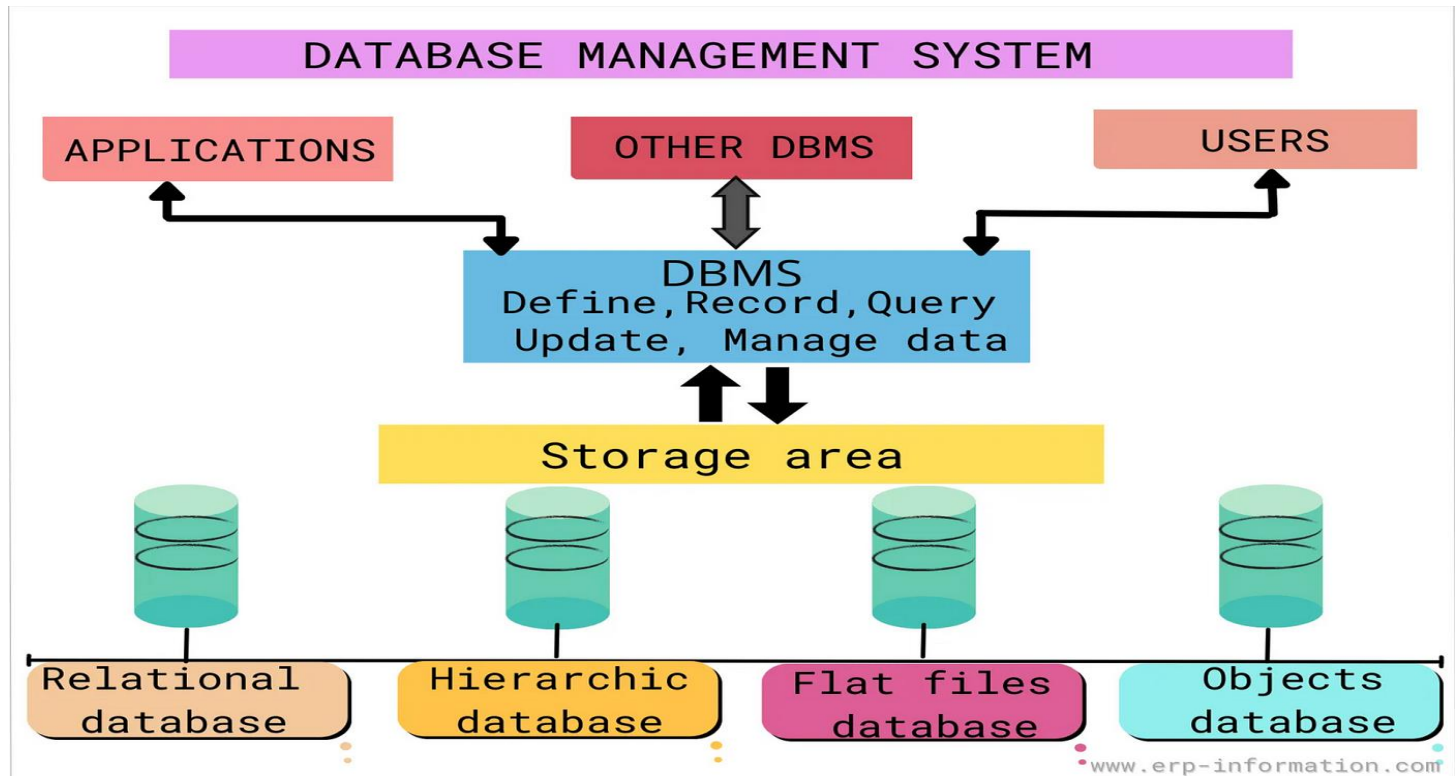 DATABASE MANAGEMENT SYSTEM
APPLICATIONS
OTHER DBMS
USERS
DBMS
Define,Record,Query
Update, Manage data
Storage area
Relational
database
Hierarchic
database
Flat files
database
Objects
database
www.erp-information.com